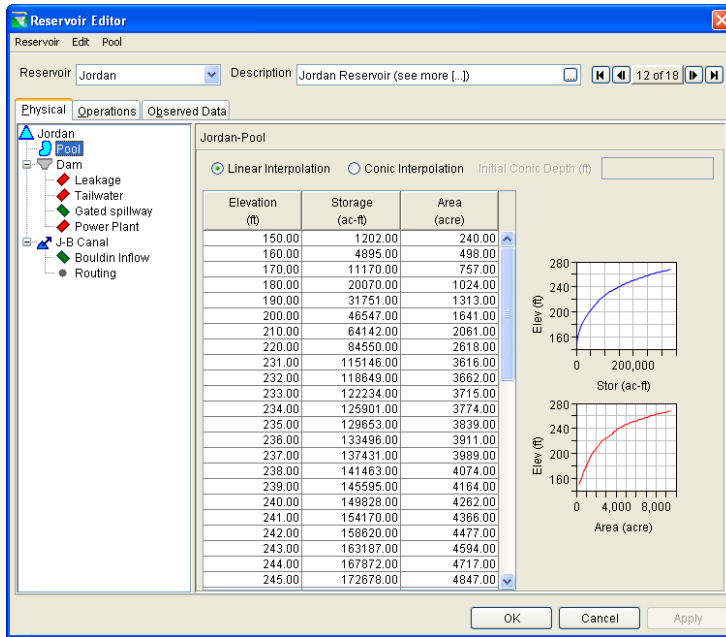 Reservoir Editor
Reservoir Edit Pool
Reservoir Jordan Description Jordan Reservoir (see more [...]) ... 12 of 18
Physical Operations Observed Data
Jordan
Pool
Dam
Leakage
Tailwater
Gated spillway
Power Plant
J-B Canal
Bouldin Inflow
Routing
Jordan-Pool
Linear Interpolation Conic Interpolation Initial Conic Depth (ft)
Elevation Storage Area
(ft) (ac-ft) (acre)
150.00 1202.00 240.00
160.00 4895.00 498.00
170.00 11170.00 757.00
180.00 20070.00 1024.00
190.00 31751.00 1313.00
200.00 46547.00 1641.00
210.00 64142.00 2061.00
220.00 84550.00 2618.00
231.00 115146.00 3616.00
232.00 118649.00 3662.00
233.00 122234.00 3715.00
234.00 125901.00 3774.00
235.00 129653.00 3839.00
236.00 133496.00 3911.00
237.00 137431.00 3989.00
238.00 141463.00 4074.00
239.00 145595.00 4164.00
240.00 149828.00 4262.00
241.00 154170.00 4366.00
242.00 158620.00 4477.00
243.00 163187.00 4594.00
244.00 167872.00 4717.00
245.00 172678.00 4847.00
280
240
200
160
Elev (ft)
0 200,000
Stor (ac-ft)
280
240
200
160
Elev (ft)
0 4,000 8,000
Area (acre)
OK Cancel Apply